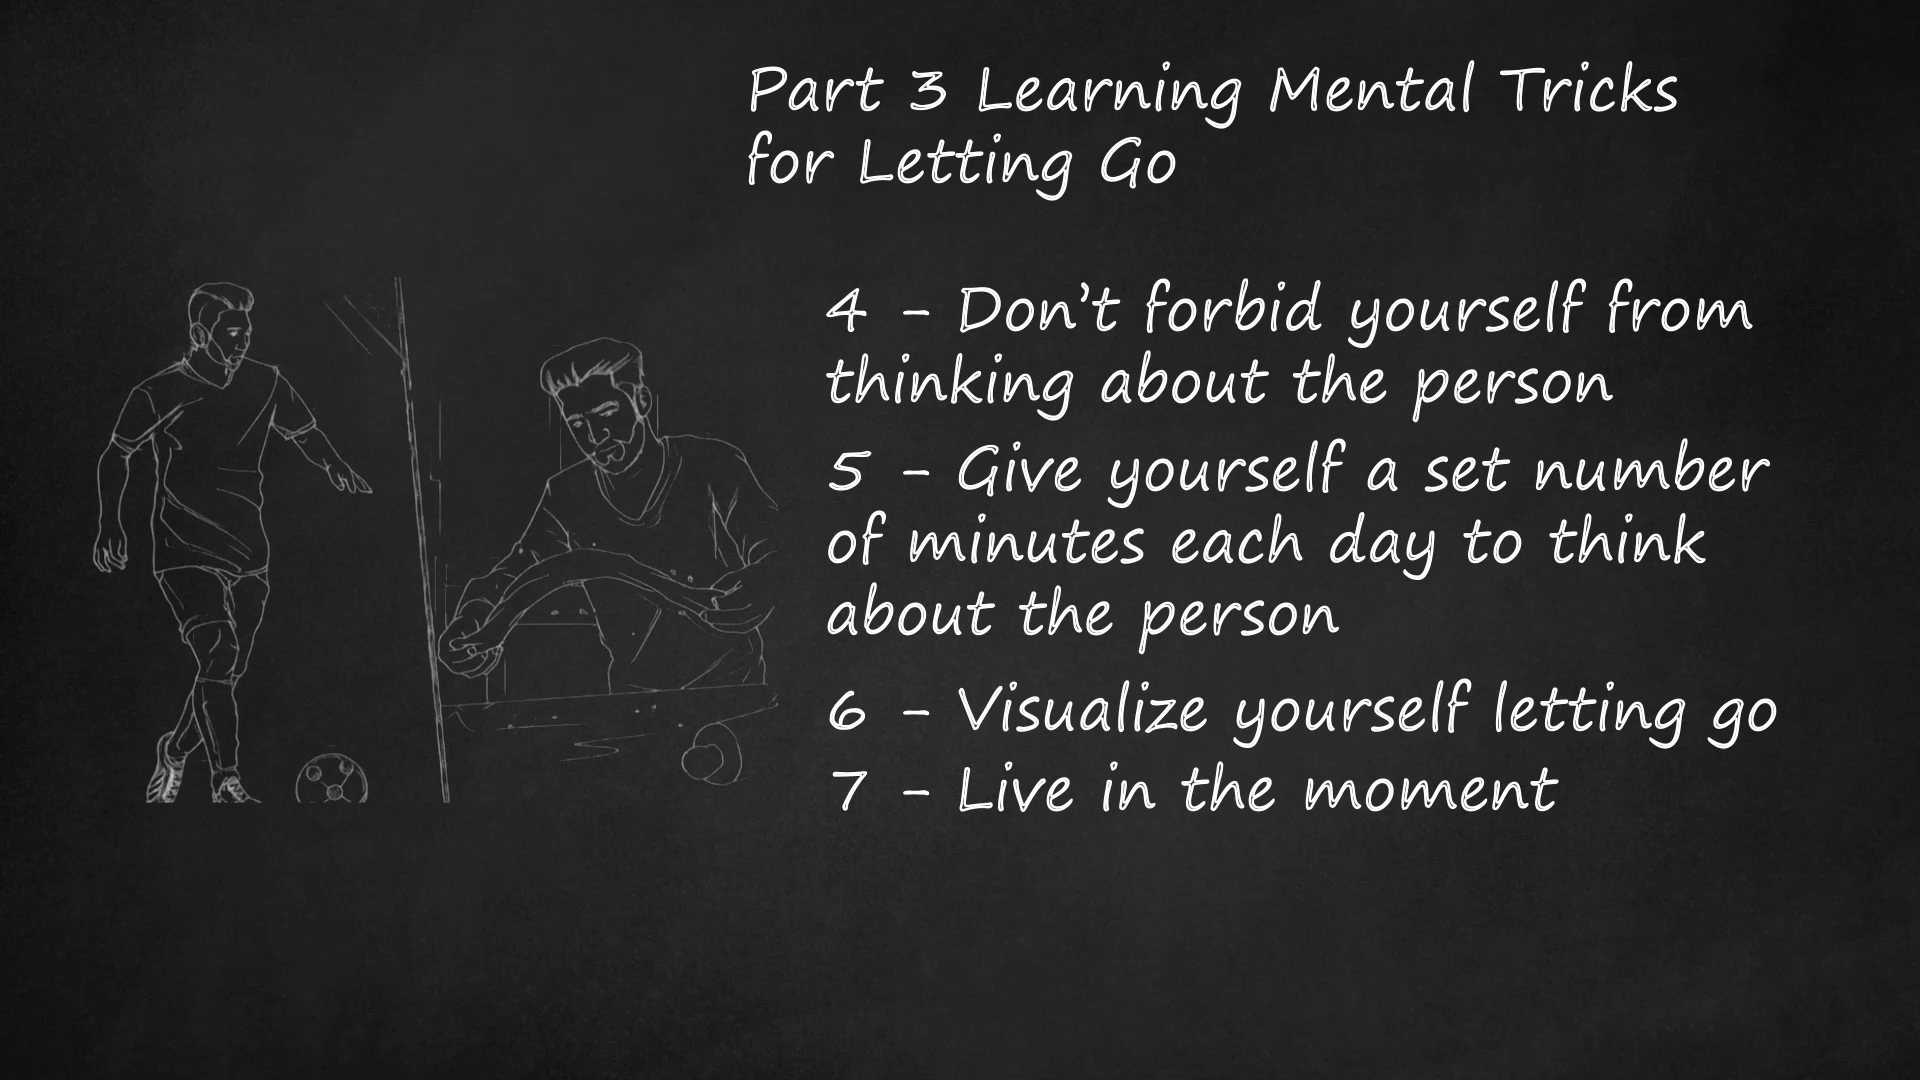 Part 3 Learning Mental Tricks
for Letting Go
4 - Don't forbid yourself from
thinking about the person
5 - Give yourself a set number
of minutes each day to think
about the person
6 - Visualize yourself letting go
7 - Live in the moment